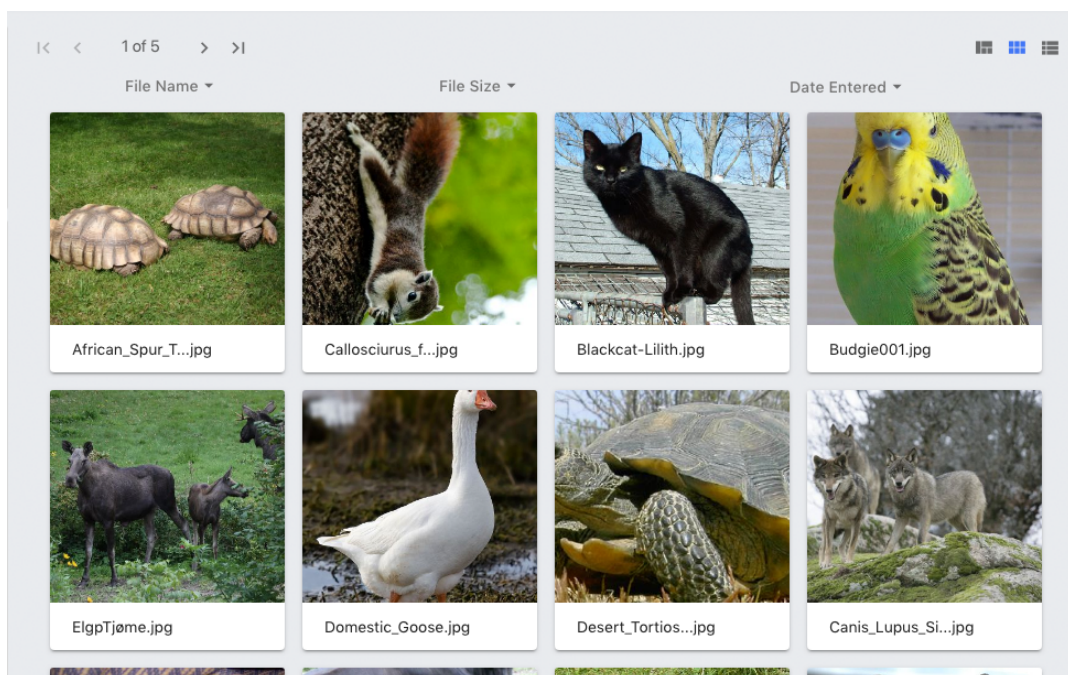 1 of 5
File Name
File Size
Date Entered
African_Spur_T...jpg
Callosciurus_f...jpg
Blackcat-Lilith.jpg
Budgie001.jpg
ElgpTjøme.jpg
Domestic_Goose.jpg
Desert_Tortios...jpg
Canis_Lupus_Si...jpg